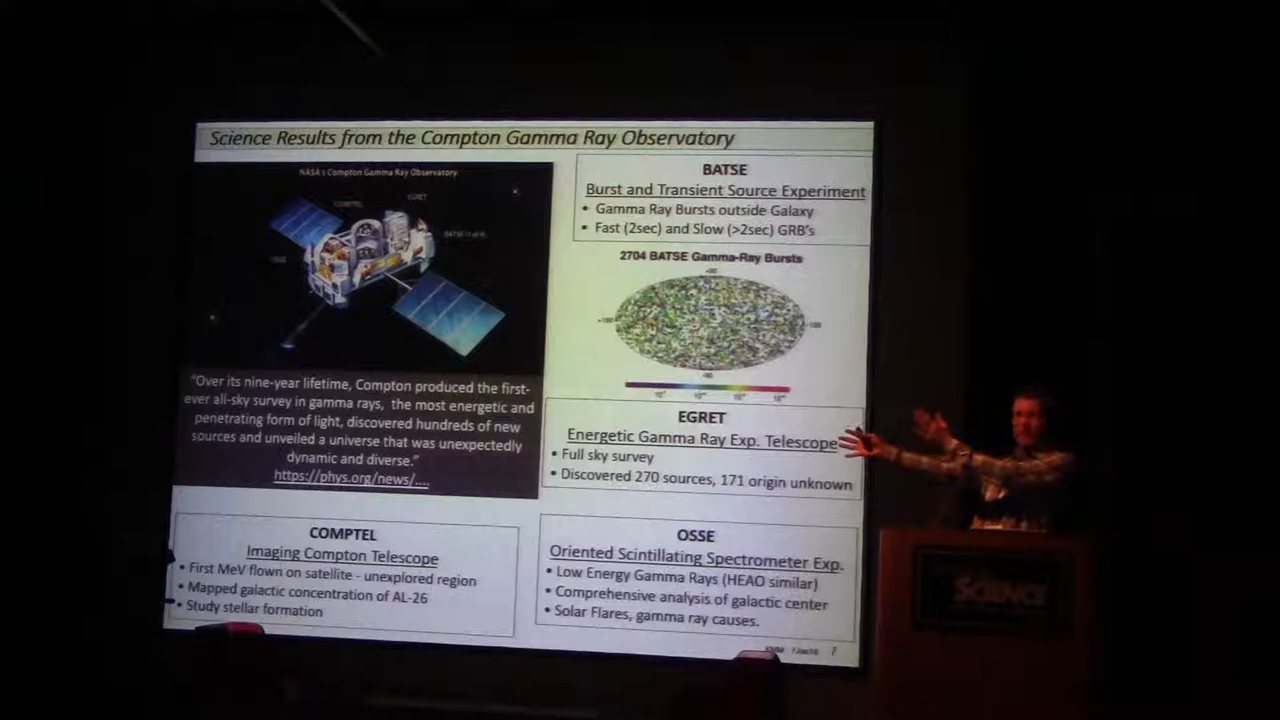 Science Results from the Compton Gamma Ray Observatory
NASA's Compton Gamma Ray Observatory
COMPTEL
EGRET
"Over its nine-year lifetime, Compton produced the first-
ever all-sky survey in gamma rays, the most energetic and
penetrating form of light, discovered hundreds of new
sources and unveiled a universe that was unexpectedly
dynamic and diverse."
https://phys.org/news/....
BATSE
Burst and Transient Source Experiment
• Gamma Ray Bursts outside Galaxy
• Fast (2sec) and Slow (>2sec) GRB's
2704 BATSE Gamma-Ray Bursts
+90
+180
-180
-90
EGRET
Energetic Gamma Ray Exp. Telescope
• Full sky survey
• Discovered 270 sources, 171 origin unknown
COMPTEL
Imaging Compton Telescope
• First MeV flown on satellite - unexplored region
• Mapped galactic concentration of AL-26
• Study stellar formation
OSSE
Oriented Scintillating Spectrometer Exp.
• Low Energy Gamma Rays (HEAO similar)
• Comprehensive analysis of galactic center
• Solar Flares, gamma ray causes.
7
SCIENCE